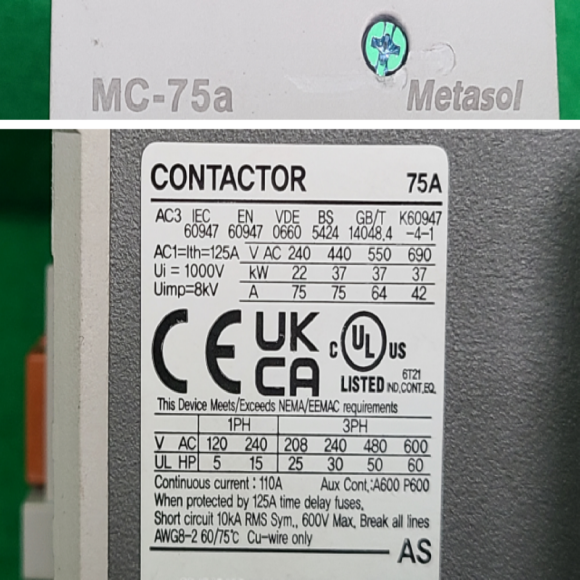 MC-75a Metasol
CONTACTOR 75A
AC3 IEC EN VDE BS GB/T K60947
60947 60947 0660 5424 14048.4 -4-1
AC1=Ith=125A V AC 240 440 550 690
Ui = 1000V kW 22 37 37 37
Uimp=8kV A 75 75 64 42
CE UK CA c UL US
LISTED 6T21 IND.CONT.EQ.
This Device Meets/Exceeds NEMA/EEMAC requirements
1PH 3PH
V AC 120 240 208 240 480 600
UL HP 5 15 25 30 50 60
Continuous current : 110A Aux Cont.:A600 P600
When protected by 125A time delay fuses,
Short circuit 10kA RMS Sym., 600V Max, Break all lines
AWG8-2 60/75℃ Cu-wire only
AS